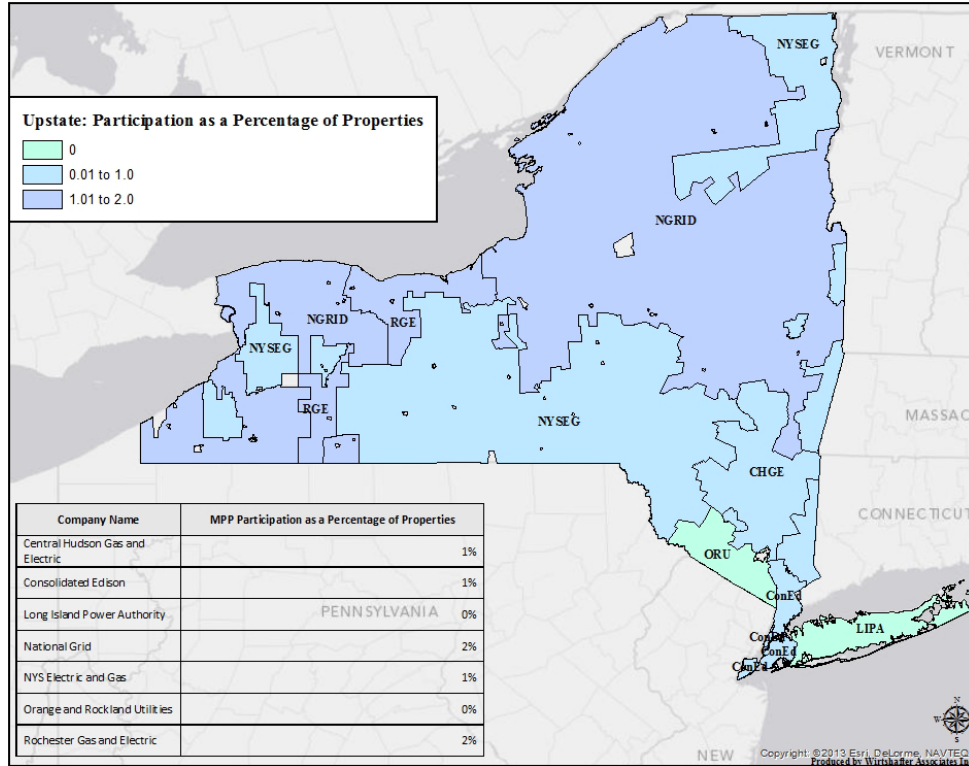 NYSEG
VERMONT
Upstate: Participation as a Percentage of Properties
0
0.01 to 1.0
1.01 to 2.0
NGRID
NGRID
RGE
NYSEG
RGE
NYSEG
MASSAC
CHGE
CONNECTICUT
ORU
ConEd
LIPA
ConEd
ConEd
ConEd
Company Name MPP Participation as a Percentage of Properties
Central Hudson Gas and
Electric 1%
Consolidated Edison 1%
Long Island Power Authority 0%
PENNSYLVANIA
National Grid 2%
NYS Electric and Gas 1%
Orange and Rockland Utilities 0%
Rochester Gas and Electric 2%
N
W
E
S
NEW
Copyright: ©2013 Esri, DeLorme, NAVTEQ
Produced by Wirtshafter Associates In